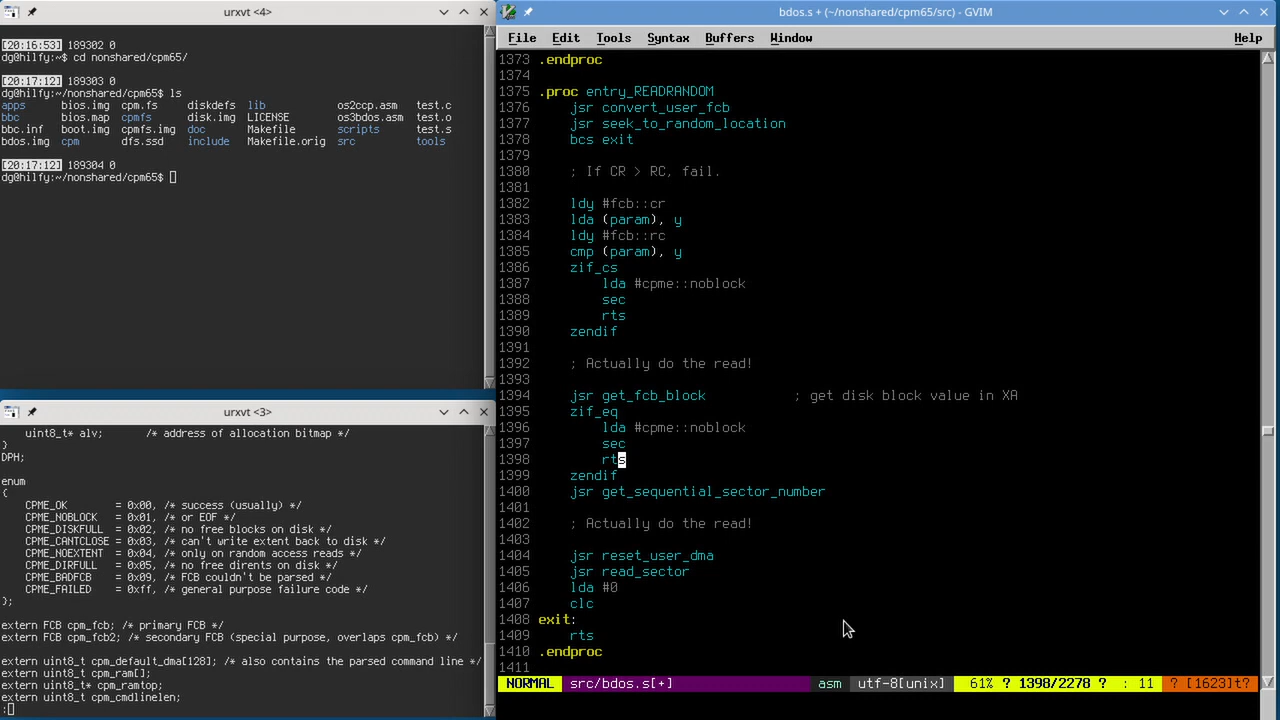 urxvt <4>
[20:16:53] 189302 0
dg@hilfy:~$ cd nonshared/cpm65/
[20:17:12] 189303 0
dg@hilfy:~/nonshared/cpm65$ ls
apps bios.img cpm.fs diskdefs lib os2ccp.asm test.c
bbc bios.map cpmfs disk.img LICENSE os3bdos.asm test.o
bbc.inf boot.img cpmfs.img doc Makefile scripts test.s
bdos.img cpm dfs.ssd include Makefile.orig src tools
[20:17:12] 189304 0
dg@hilfy:~/nonshared/cpm65$
urxvt <3>
uint8_t* alv; /* address of allocation bitmap */
}
DPH;
enum
{
CPME_OK = 0x00, /* success (usually) */
CPME_NOBLOCK = 0x01, /* or EOF */
CPME_DISKFULL = 0x02, /* no free blocks on disk */
CPME_CANTCLOSE = 0x03, /* can't write extent back to disk */
CPME_NOEXTENT = 0x04, /* only on random access reads */
CPME_DIRFULL = 0x05, /* no free dirents on disk */
CPME_BADFCB = 0x09, /* FCB couldn't be parsed */
CPME_FAILED = 0xff, /* general purpose failure code */
};
extern FCB cpm_fcb; /* primary FCB */
extern FCB cpm_fcb2; /* secondary FCB (special purpose, overlaps cpm_fcb) */
extern uint8_t cpm_default_dma[128]; /* also contains the parsed command line */
extern uint8_t cpm_ram[];
extern uint8_t* cpm_ramtop;
extern uint8_t cpm_cmdlinelen;
:
bdos.s + (~/nonshared/cpm65/src) - GVIM
File Edit Tools Syntax Buffers Window Help
1373 .endproc
1374
1375 .proc entry_READRANDOM
1376 jsr convert_user_fcb
1377 jsr seek_to_random_location
1378 bcs exit
1379
1380 ; If CR > RC, fail.
1381
1382 ldy #fcb::cr
1383 lda (param), y
1384 ldy #fcb::rc
1385 cmp (param), y
1386 zif_cs
1387 lda #cpme::noblock
1388 sec
1389 rts
1390 zendif
1391
1392 ; Actually do the read!
1393
1394 jsr get_fcb_block ; get disk block value in XA
1395 zif_eq
1396 lda #cpme::noblock
1397 sec
1398 rts
1399 zendif
1400 jsr get_sequential_sector_number
1401
1402 ; Actually do the read!
1403
1404 jsr reset_user_dma
1405 jsr read_sector
1406 lda #0
1407 clc
1408 exit:
1409 rts
1410 .endproc
1411
NORMAL src/bdos.s[+] asm utf-8[unix] 61% ? 1398/2278 ? : 11 ? [1623]t?